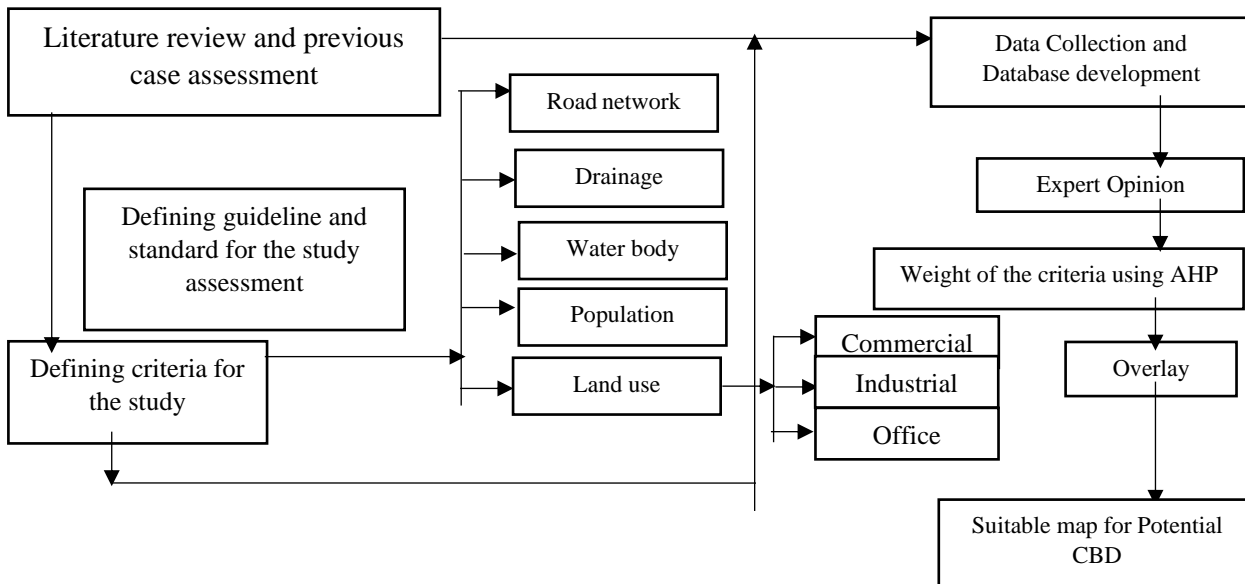 Literature review and previous
case assessment
Data Collection and
Database development
Road network
Drainage
Expert Opinion
Defining guideline and
standard for the study
assessment
Water body
Weight of the criteria using AHP
Population
Commercial
Defining criteria for
the study
Land use
Industrial
Overlay
Office
Suitable map for Potential
CBD